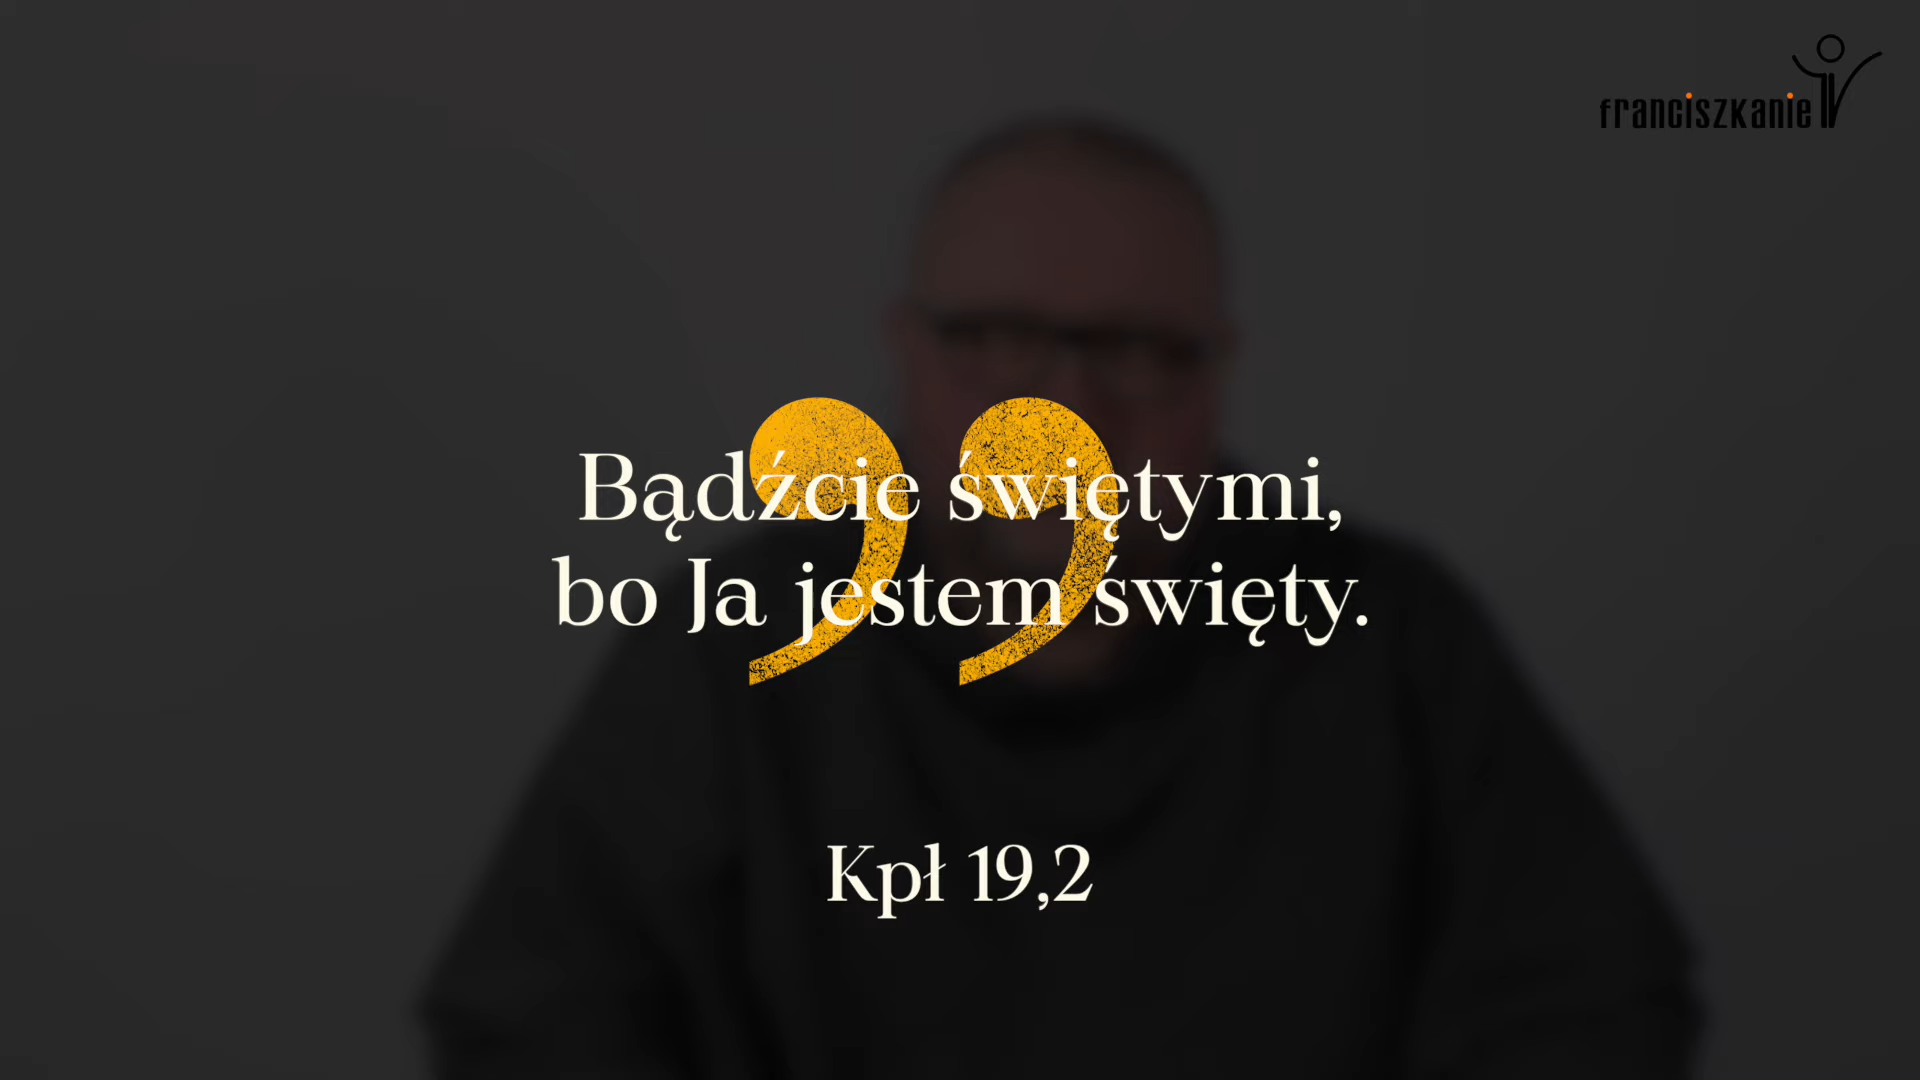 franciszkanie
Bądźcie świętymi,
bo Ja jestem święty.
Kpł 19,2